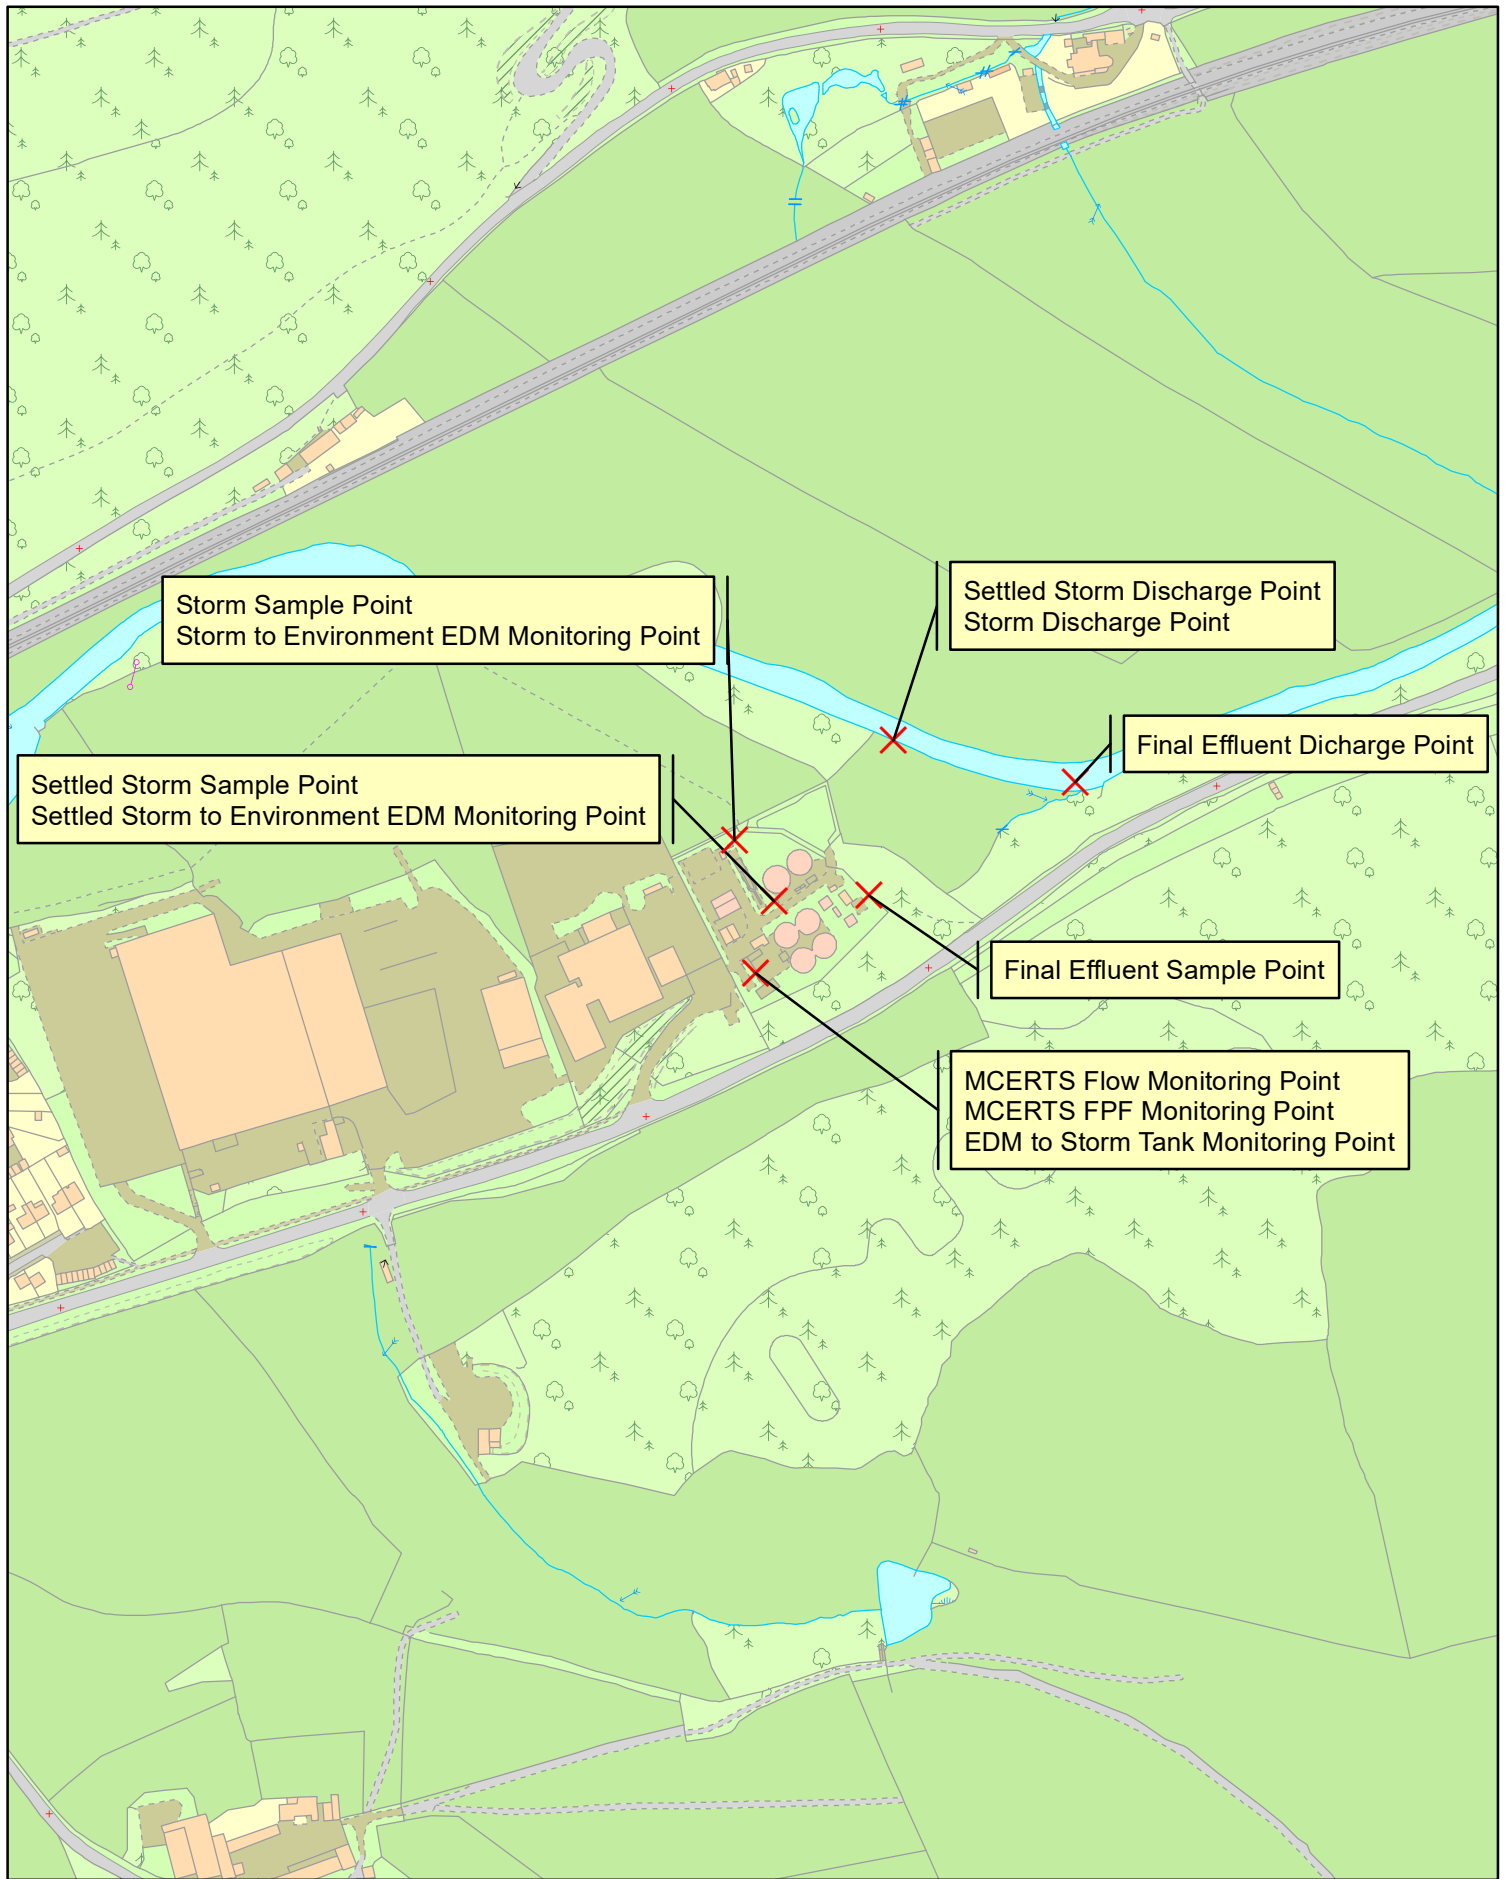 Storm Sample Point
Storm to Environment EDM Monitoring Point
Settled Storm Discharge Point
Storm Discharge Point
Final Effluent Dicharge Point
Settled Storm Sample Point
Settled Storm to Environment EDM Monitoring Point
Final Effluent Sample Point
MCERTS Flow Monitoring Point
MCERTS FPF Monitoring Point
EDM to Storm Tank Monitoring Point